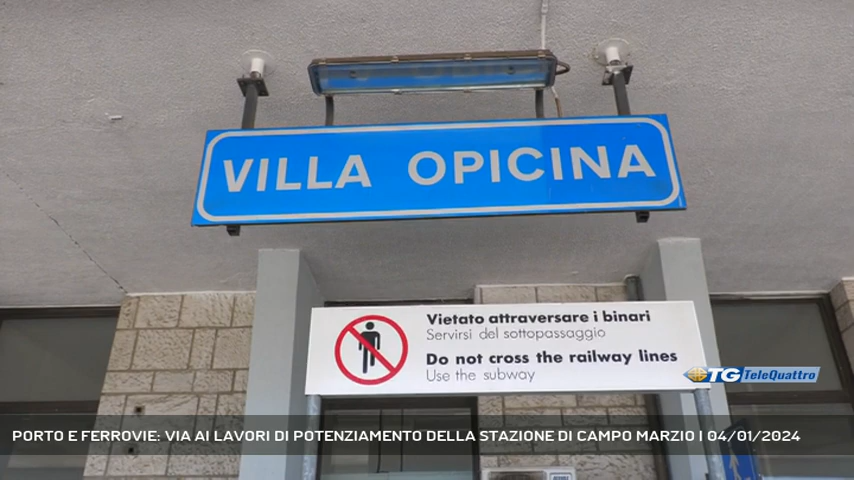 VILLA OPICINA
Vietato attraversare i binari
Servirsi del sottopassaggio
Do not cross the railway lines
Use the subway
TG TeleQuattro
PORTO E FERROVIE: VIA AI LAVORI DI POTENZIAMENTO DELLA STAZIONE DI CAMPO MARZIO | 04/01/2024